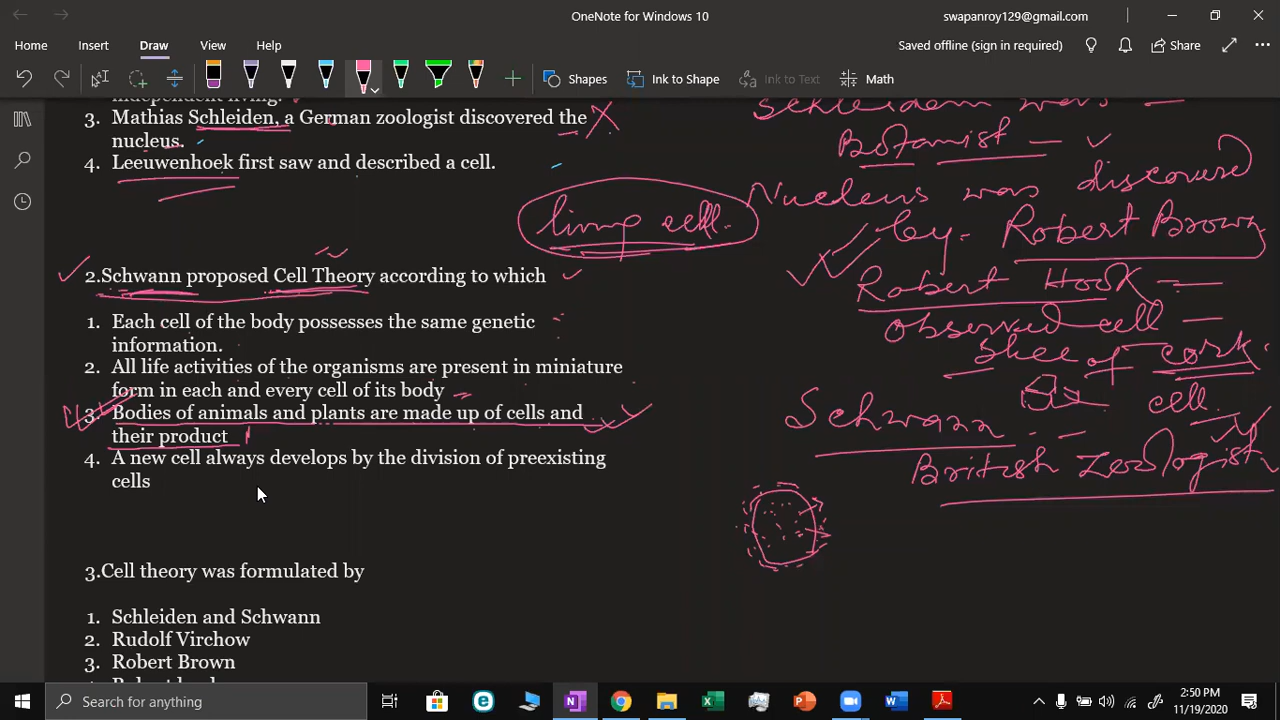 OneNote for Windows 10
swapanroy129@gmail.com
Home Insert Draw View Help
Saved offline (sign in required)
Share
Shapes
Ink to Shape
Ink to Text
Math
independent living.
3. Mathias Schleiden, a German zoologist discovered the
nucleus.
4. Leeuwenhoek first saw and described a cell.
living cell.
2.Schwann proposed Cell Theory according to which
1. Each cell of the body possesses the same genetic
information.
2. All life activities of the organisms are present in miniature
form in each and every cell of its body
3. Bodies of animals and plants are made up of cells and
their product
4. A new cell always develops by the division of preexisting
cells
3.Cell theory was formulated by
1. Schleiden and Schwann
2. Rudolf Virchow
3. Robert Brown
Schleiden was —
Botanist —
Nucleus was discovered
by. Robert Brown
Robert Hook =
observed cell —
slice of cork.
cell
Schwann. —
British Zoologist
Search for anything
2:50 PM
11/19/2020